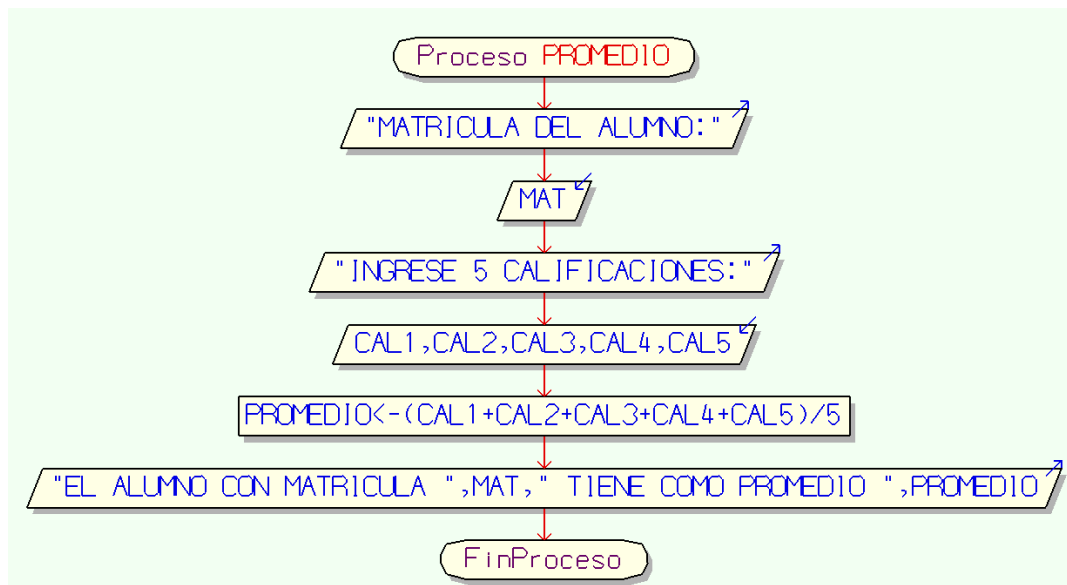 Proceso PROMEDIO
"MATRICULA DEL ALUMNO:"
MAT
"INGRESE 5 CALIFICACIONES:"
CAL1,CAL2,CAL3,CAL4,CAL5
PROMEDIO<-(CAL1+CAL2+CAL3+CAL4+CAL5)/5
"EL ALUMNO CON MATRICULA ",MAT," TIENE COMO PROMEDIO ",PROMEDIO
FinProceso